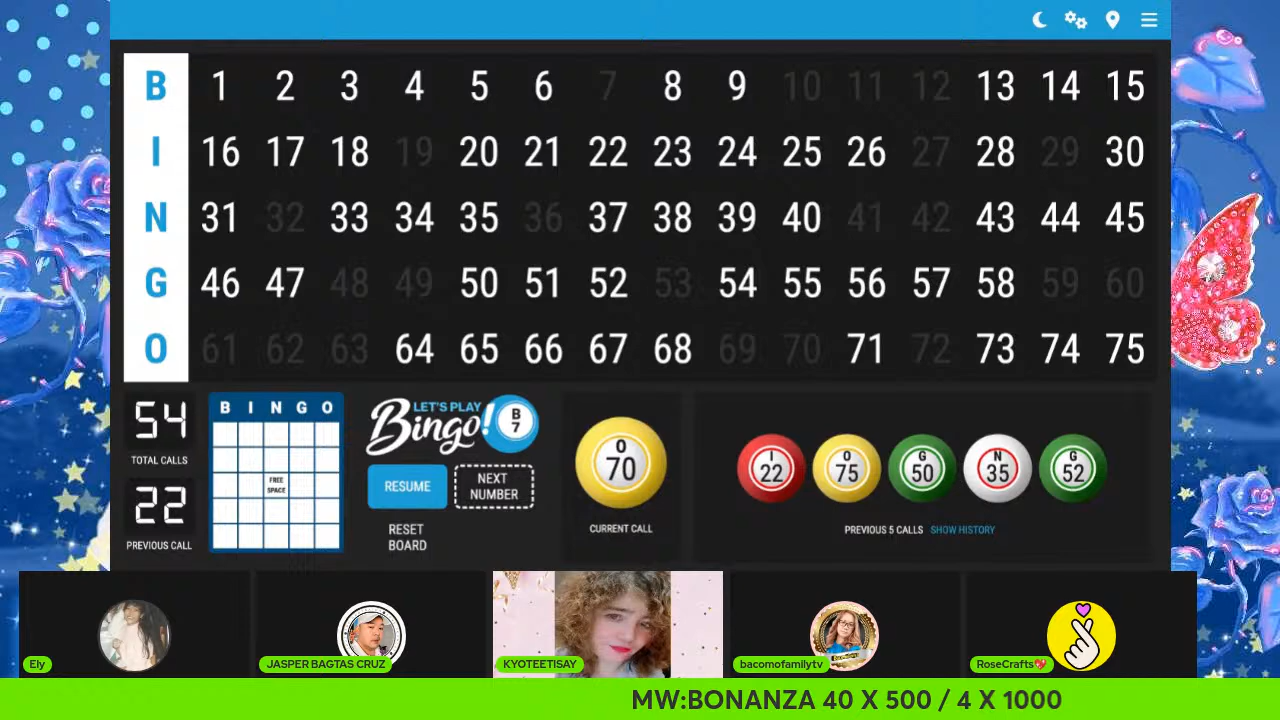 B 1 2 3 4 5 6 7 8 9 10 11 12 13 14 15
I 16 17 18 19 20 21 22 23 24 25 26 27 28 29 30
N 31 32 33 34 35 36 37 38 39 40 41 42 43 44 45
G 46 47 48 49 50 51 52 53 54 55 56 57 58 59 60
O 61 62 63 64 65 66 67 68 69 70 71 72 73 74 75
54
TOTAL CALLS
22
PREVIOUS CALL
B I N G O
FREE
SPACE
LET'S PLAY
Bingo!
B
7
RESUME
NEXT
NUMBER
RESET
BOARD
O
70
CURRENT CALL
I
22
O
75
G
50
N
35
G
52
PREVIOUS 5 CALLS SHOW HISTORY
Ely
JASPER BAGTAS CRUZ
KYOTEETISAY
bacomofamilytv
RoseCrafts💖
MW:BONANZA 40 X 500 / 4 X 1000